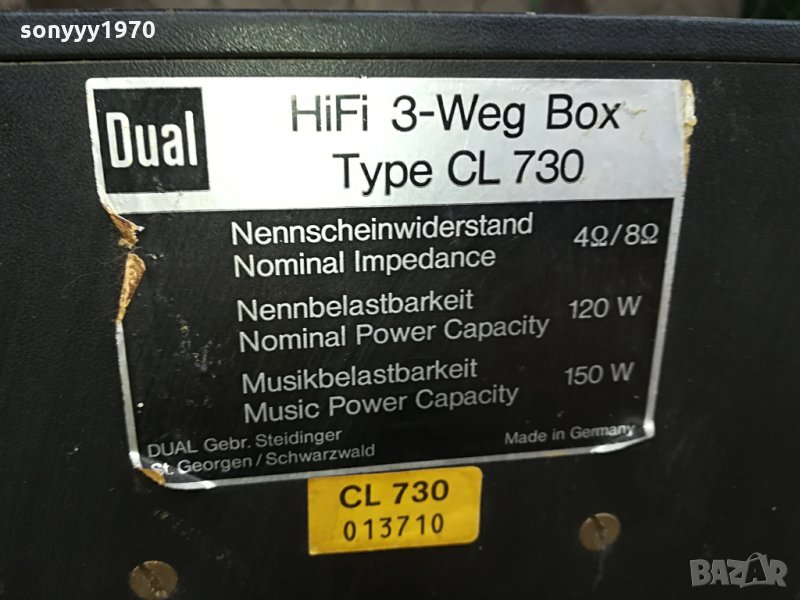 sonyyy1970
Dual
HiFi 3-Weg Box
Type CL 730
Nennscheinwiderstand
Nominal Impedance
4Ω/8Ω
Nennbelastbarkeit
Nominal Power Capacity
120 W
Musikbelastbarkeit
Music Power Capacity
150 W
DUAL Gebr. Steidinger
St. Georgen/Schwarzwald
Made in Germany
CL 730
013710
BAZAR